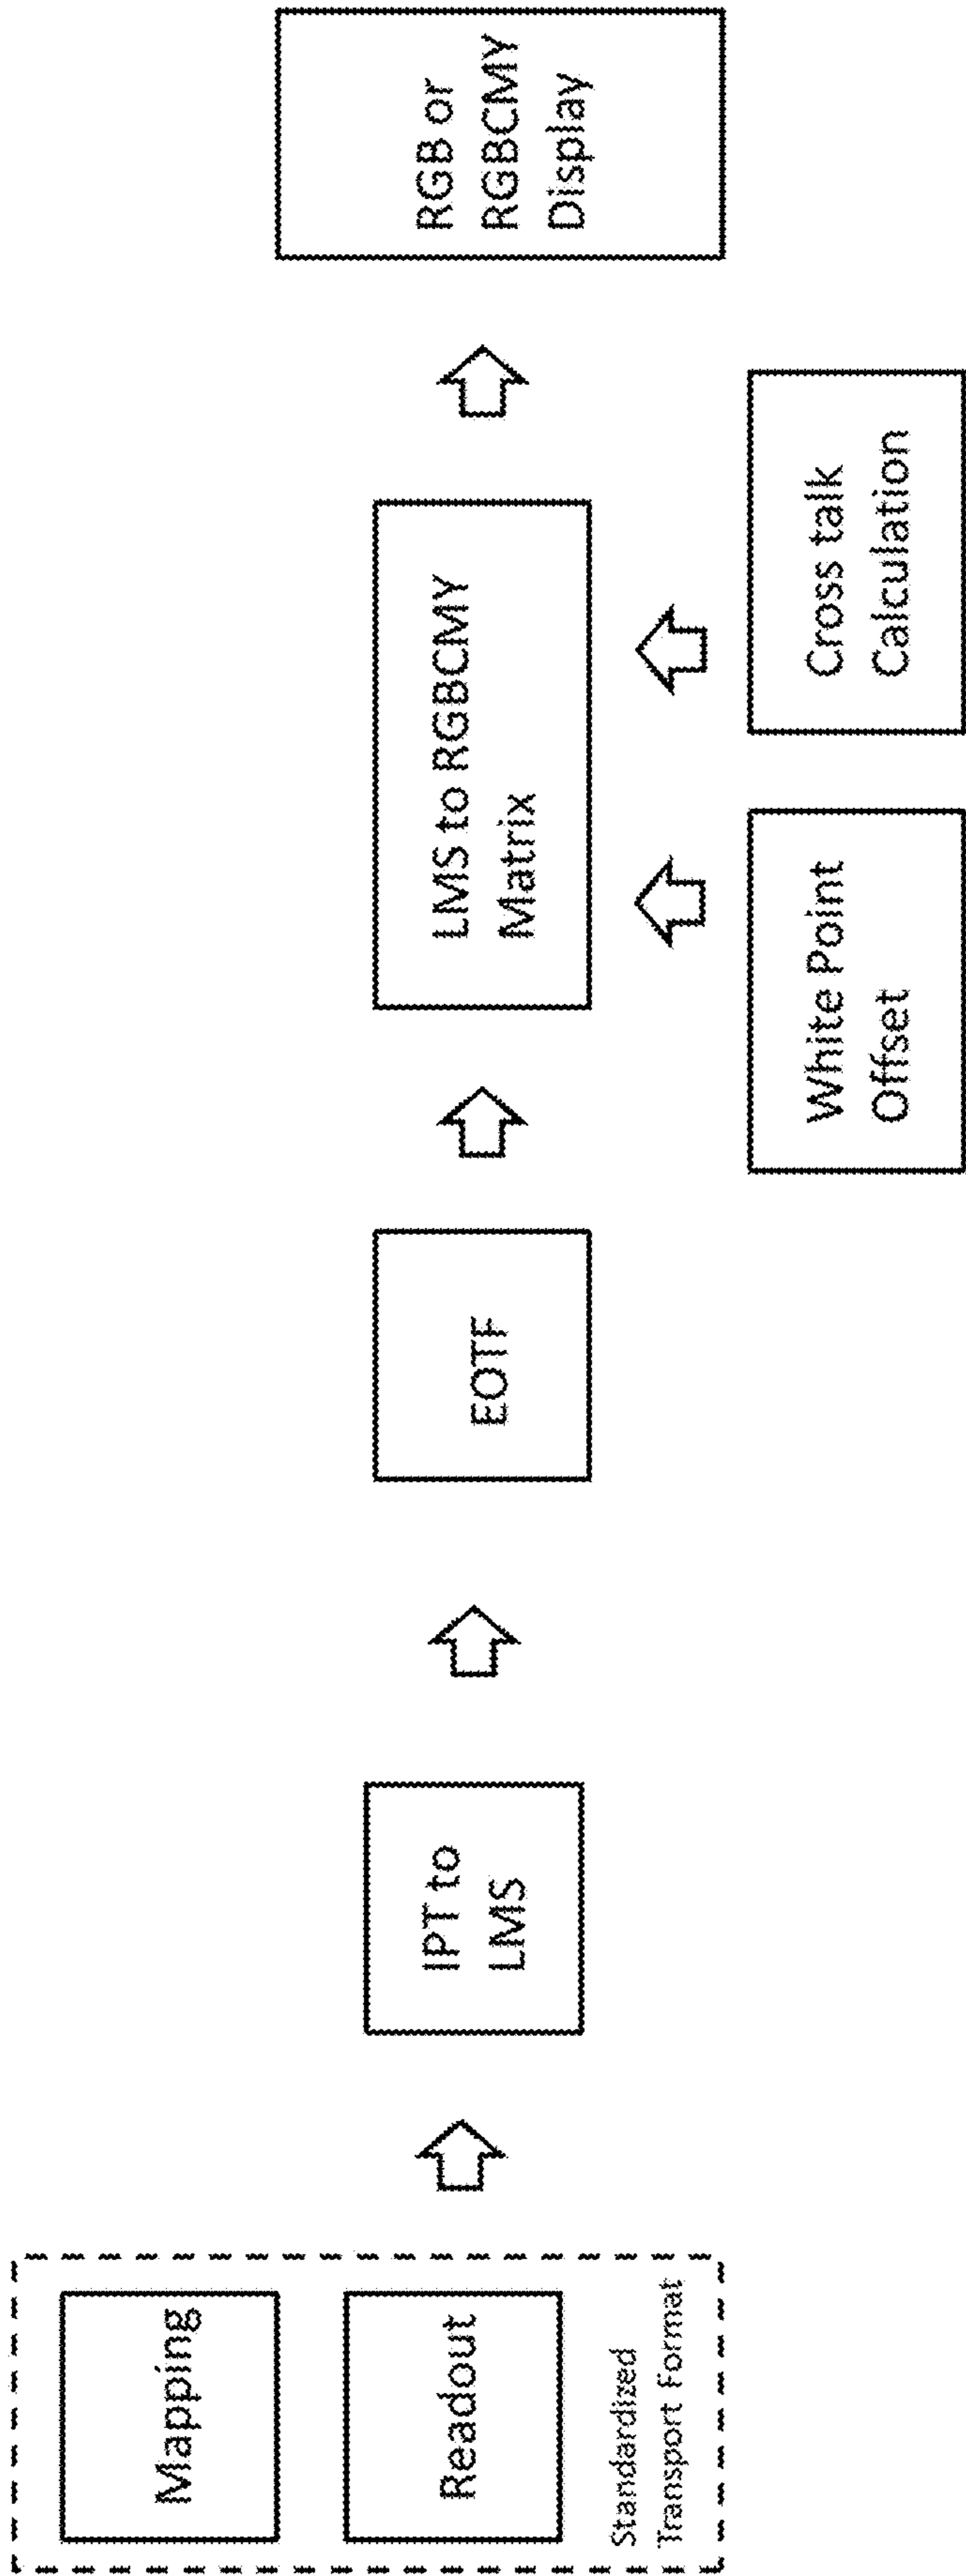 Mapping
Readout
Standardized
Transport Format
IPT to
LMS
EOTF
LMS to RGBCMY
Matrix
White Point
Offset
Cross talk
Calculation
RGB or
RGBCMY
Display